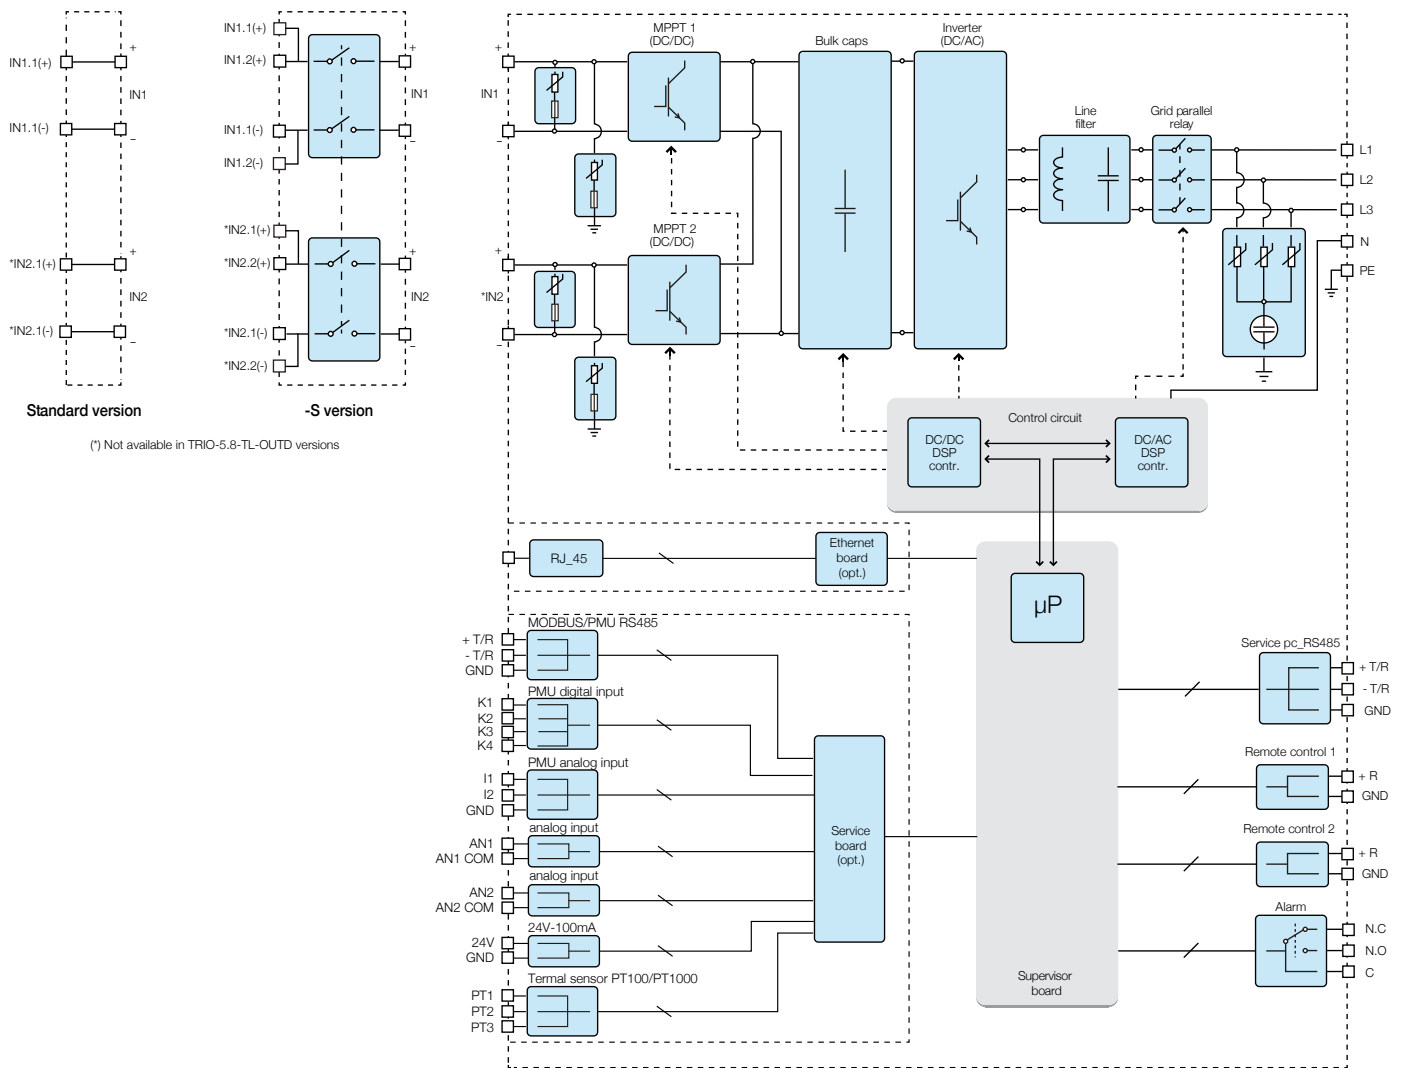 IN1.1(+)
+
IN1
IN1.1(-)
_
*IN2.1(+)
+
IN2
*IN2.1(-)
_
Standard version
IN1.1(+)
IN1.2(+)
+
IN1
IN1.1(-)
_
IN1.2(-)
*IN2.1(+)
*IN2.2(+)
+
IN2
*IN2.1(-)
_
*IN2.2(-)
-S version
(*) Not available in TRIO-5.8-TL-OUTD versions
+
IN1
_
+
*IN2
_
MPPT 1
(DC/DC)
MPPT 2
(DC/DC)
Bulk caps
Inverter
(DC/AC)
Line
filter
Grid parallel
relay
L1
L2
L3
N
PE
Control circuit
DC/DC
DSP
contr.
DC/AC
DSP
contr.
RJ_45
Ethernet
board
(opt.)
µP
MODBUS/PMU RS485
+ T/R
- T/R
GND
PMU digital input
K1
K2
K3
K4
PMU analog input
I1
I2
GND
analog input
AN1
AN1 COM
analog input
AN2
AN2 COM
24V-100mA
24V
GND
Termal sensor PT100/PT1000
PT1
PT2
PT3
Service
board
(opt.)
Supervisor
board
Service pc_RS485
+ T/R
- T/R
GND
Remote control 1
+ R
GND
Remote control 2
+ R
GND
Alarm
N.C
N.O
C